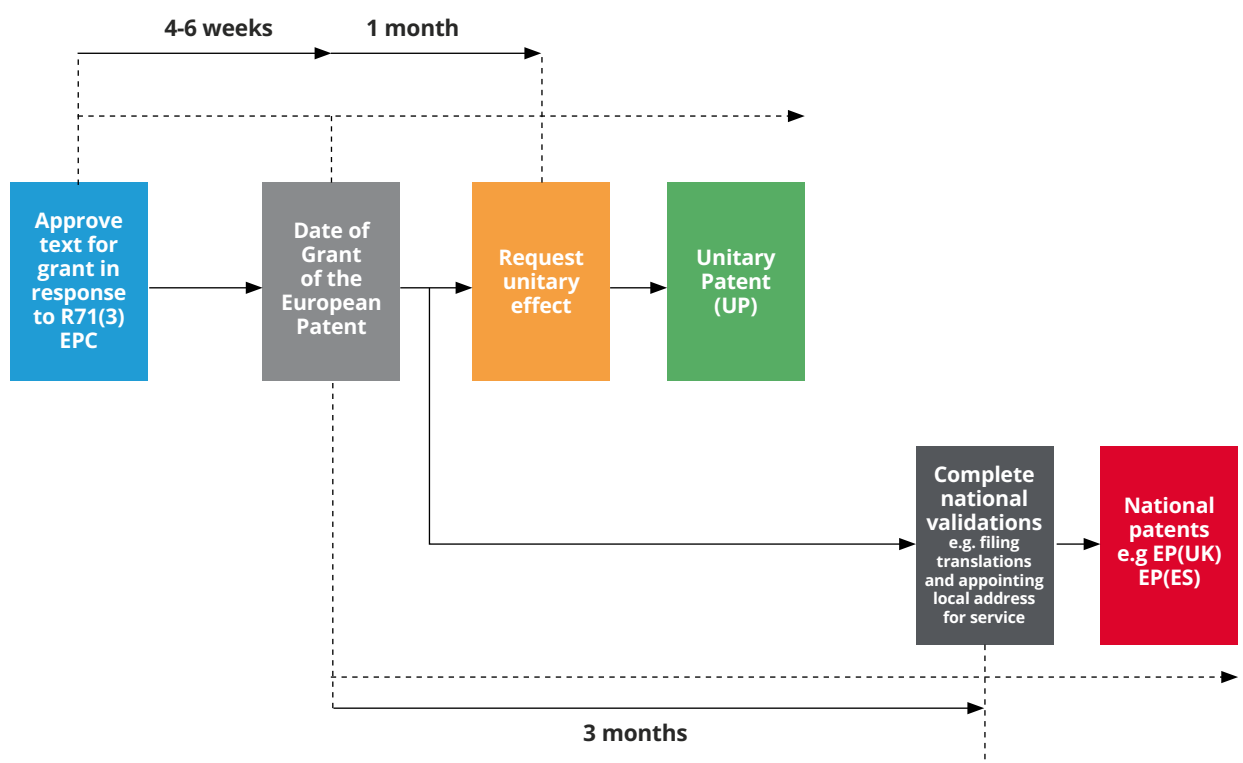 4-6 weeks
1 month
Approve
text for
grant in
response
to R71(3)
EPC
Date of
Grant
of the
European
Patent
Request
unitary
effect
Unitary
Patent
(UP)
Complete
national
validations
e.g. filing
translations
and appointing
local address
for service
National
patents
e.g EP(UK)
EP(ES)
3 months